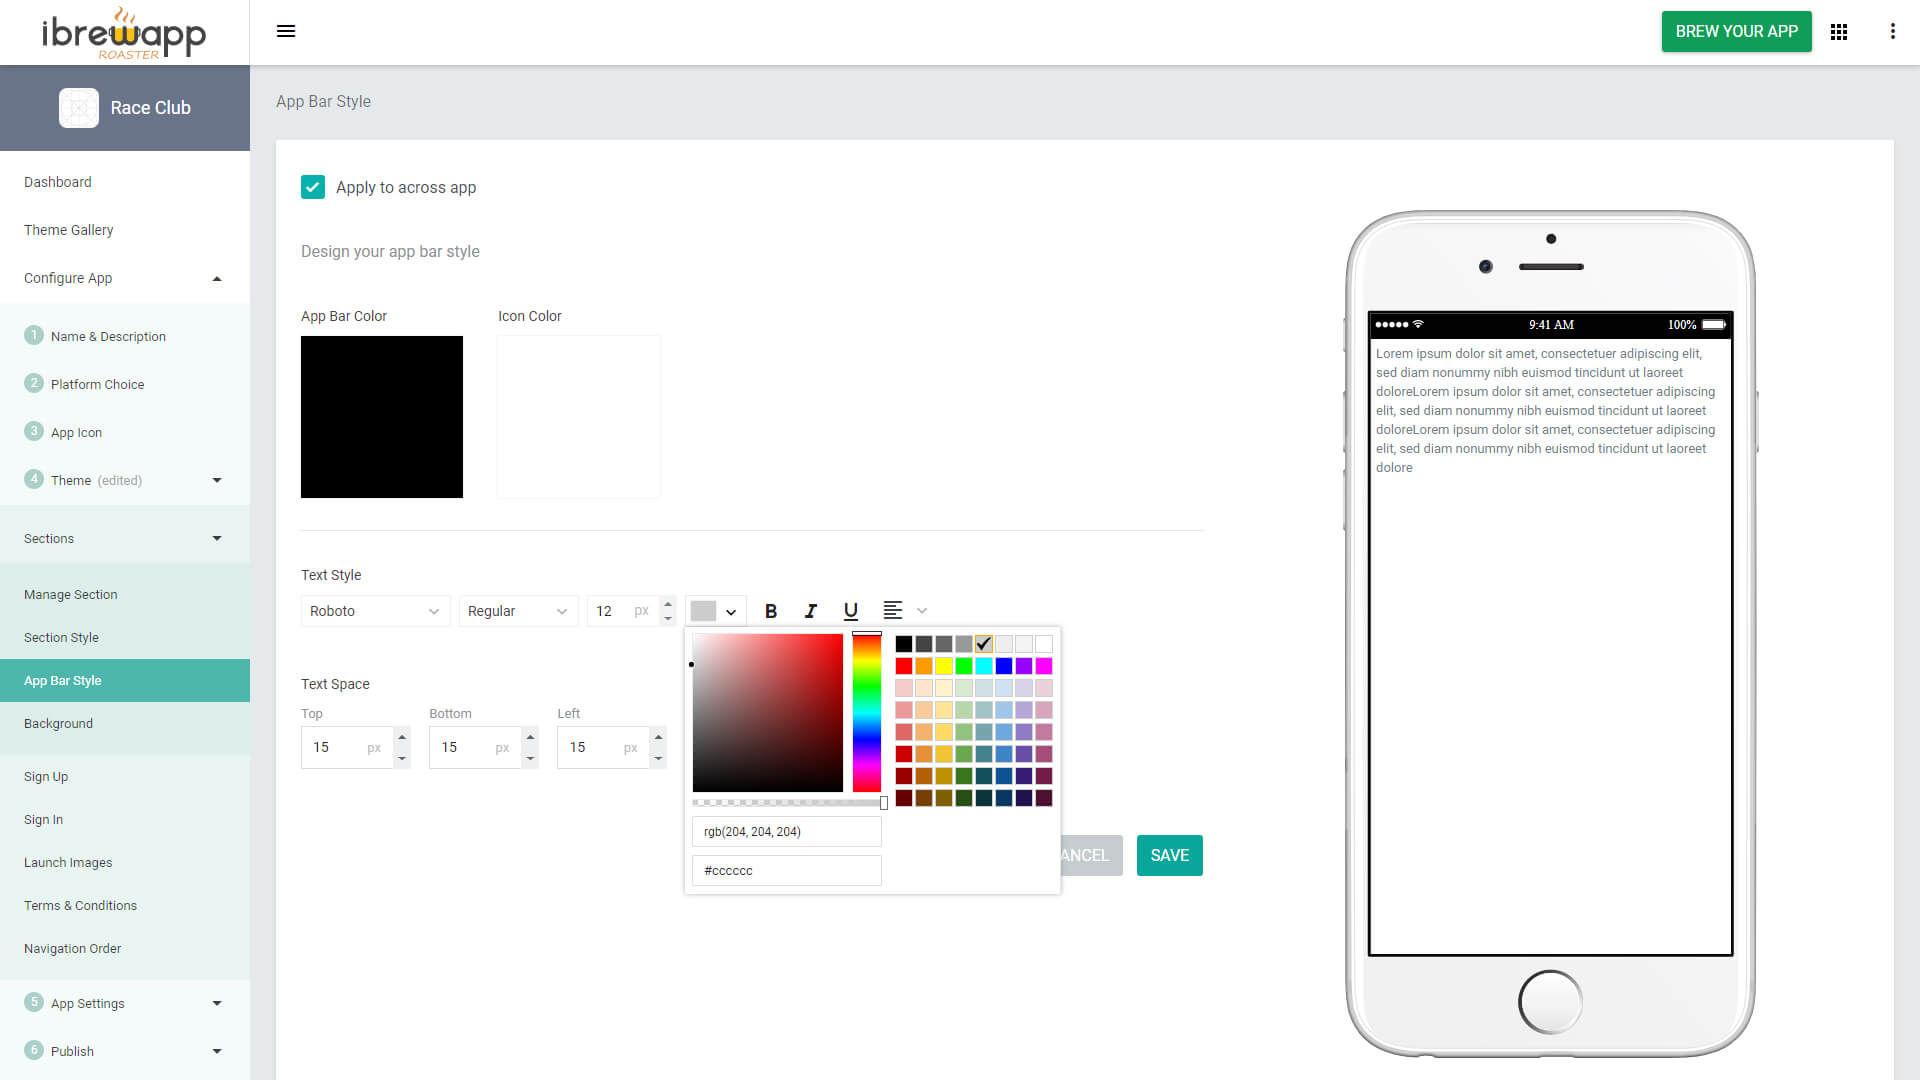 ibrewapp
ROASTER
BREW YOUR APP
Race Club
App Bar Style
Dashboard
Theme Gallery
Configure App
1 Name & Description
2 Platform Choice
3 App Icon
4 Theme (edited)
Sections
Manage Section
Section Style
App Bar Style
Background
Sign Up
Sign In
Launch Images
Terms & Conditions
Navigation Order
5 App Settings
6 Publish
Apply to across app
Design your app bar style
App Bar Color Icon Color
Text Style
Roboto Regular 12 px B I U
Text Space
Top Bottom Left
15 px 15 px 15 px
rgb(204, 204, 204)
#cccccc
ANCEL SAVE
9:41 AM 100%
Lorem ipsum dolor sit amet, consectetuer adipiscing elit,
sed diam nonummy nibh euismod tincidunt ut laoreet
doloreLorem ipsum dolor sit amet, consectetuer adipiscing
elit, sed diam nonummy nibh euismod tincidunt ut laoreet
doloreLorem ipsum dolor sit amet, consectetuer adipiscing
elit, sed diam nonummy nibh euismod tincidunt ut laoreet
dolore